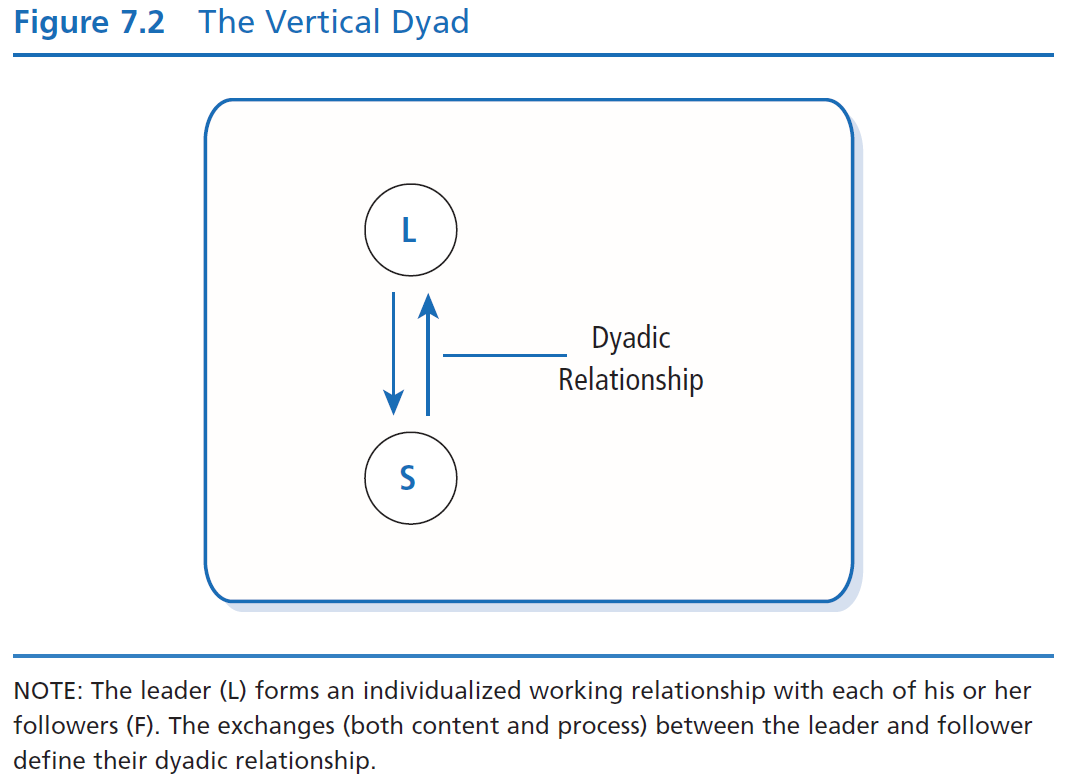 Figure 7.2 The Vertical Dyad
L
Dyadic
Relationship
S
NOTE: The leader (L) forms an individualized working relationship with each of his or her
followers (F). The exchanges (both content and process) between the leader and follower
define their dyadic relationship.